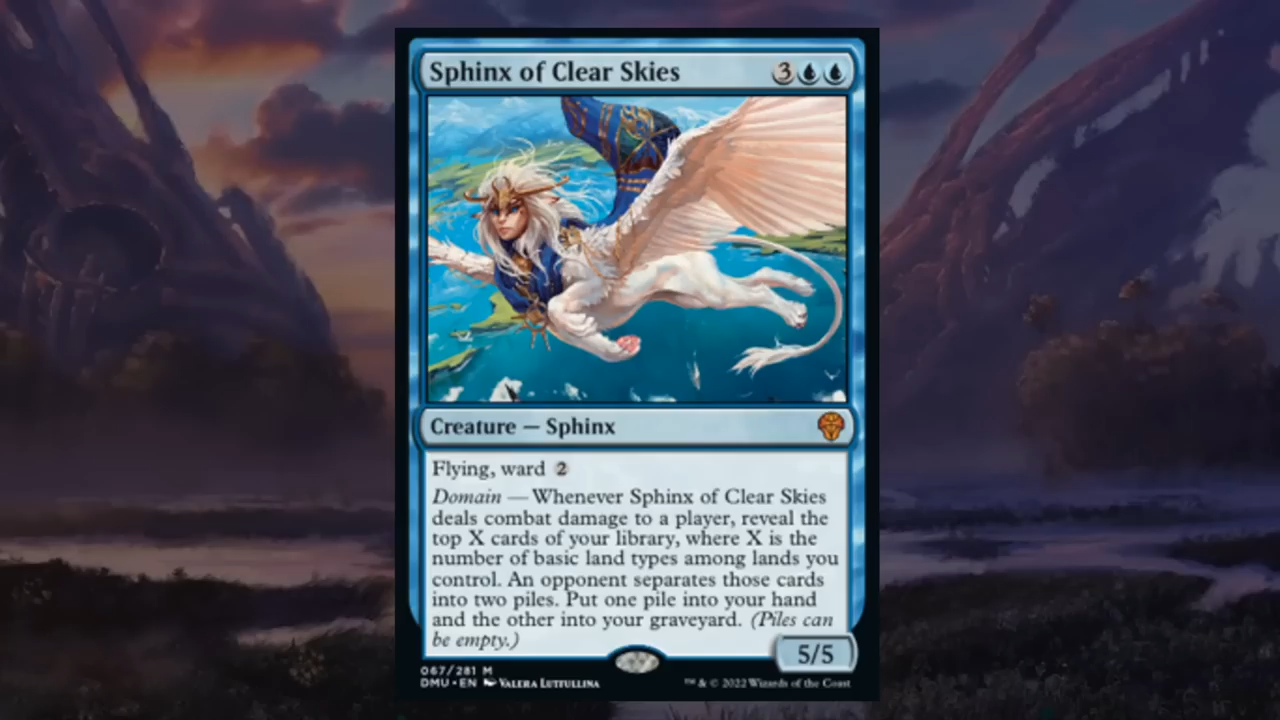 Sphinx of Clear Skies 3
Creature — Sphinx
Flying, ward 2
Domain — Whenever Sphinx of Clear Skies
deals combat damage to a player, reveal the
top X cards of your library, where X is the
number of basic land types among lands you
control. An opponent separates those cards
into two piles. Put one pile into your hand
and the other into your graveyard. (Piles can
be empty.)
5/5
067/281 M
DMU • EN Valera Lutfullina
™ & © 2022 Wizards of the Coast